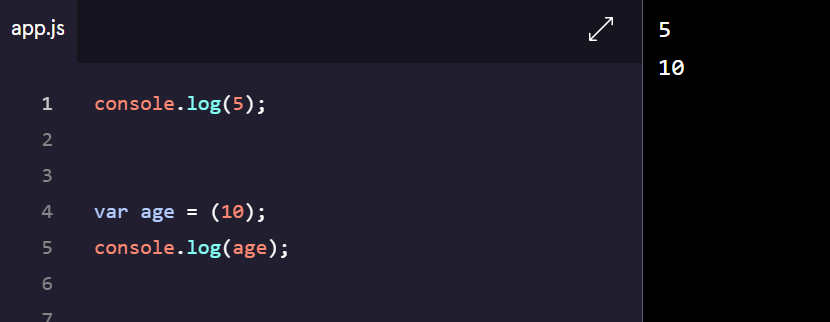 app.js
1 console.log(5);
2
3
4 var age = (10);
5 console.log(age);
6
7
5
10